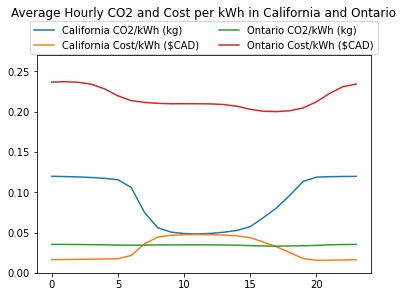 Average Hourly CO2 and Cost per kWh in California and Ontario
California CO2/kWh (kg)
Ontario CO2/kWh (kg)
California Cost/kWh ($CAD)
Ontario Cost/kWh ($CAD)
0.25
0.20
0.15
0.10
0.05
0.00
0
5
10
15
20